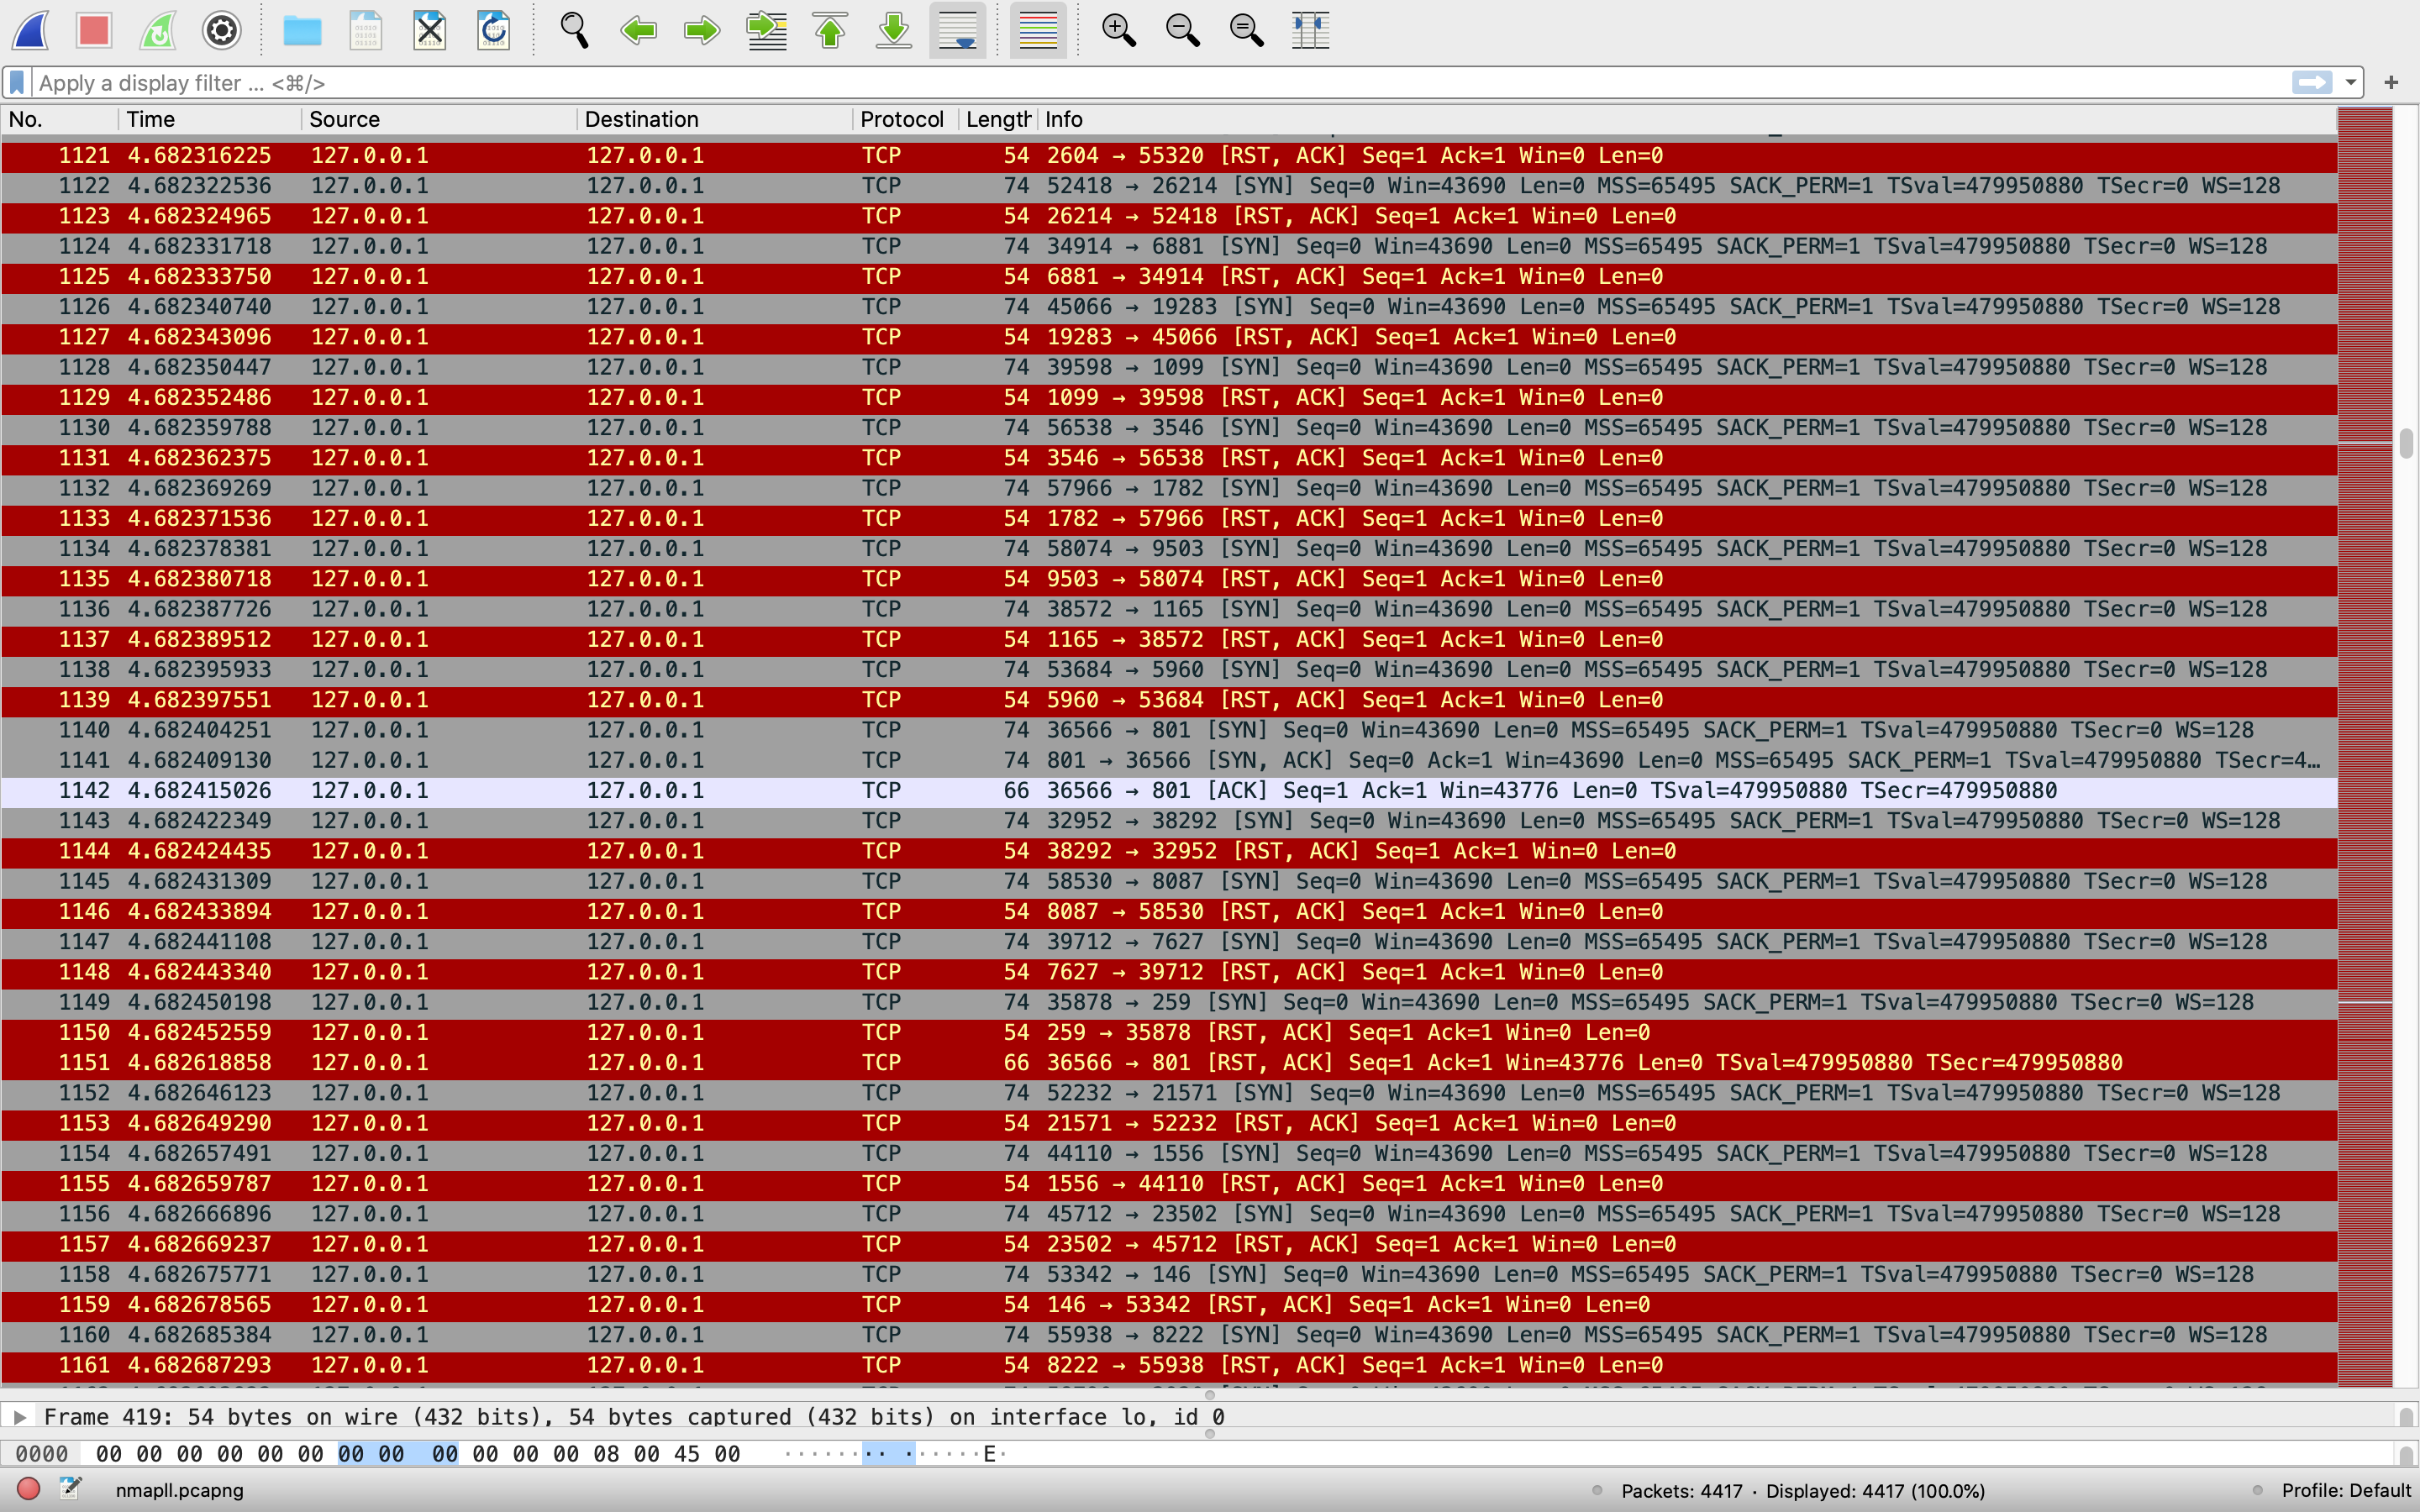 Apply a display filter ... <⌘/>
No. Time Source Destination Protocol Length Info
1121 4.682316225 127.0.0.1 127.0.0.1 TCP 54 2604 → 55320 [RST, ACK] Seq=1 Ack=1 Win=0 Len=0
1122 4.682322536 127.0.0.1 127.0.0.1 TCP 74 52418 → 26214 [SYN] Seq=0 Win=43690 Len=0 MSS=65495 SACK_PERM=1 TSval=479950880 TSecr=0 WS=128
1123 4.682324965 127.0.0.1 127.0.0.1 TCP 54 26214 → 52418 [RST, ACK] Seq=1 Ack=1 Win=0 Len=0
1124 4.682331718 127.0.0.1 127.0.0.1 TCP 74 34914 → 6881 [SYN] Seq=0 Win=43690 Len=0 MSS=65495 SACK_PERM=1 TSval=479950880 TSecr=0 WS=128
1125 4.682333750 127.0.0.1 127.0.0.1 TCP 54 6881 → 34914 [RST, ACK] Seq=1 Ack=1 Win=0 Len=0
1126 4.682340740 127.0.0.1 127.0.0.1 TCP 74 45066 → 19283 [SYN] Seq=0 Win=43690 Len=0 MSS=65495 SACK_PERM=1 TSval=479950880 TSecr=0 WS=128
1127 4.682343096 127.0.0.1 127.0.0.1 TCP 54 19283 → 45066 [RST, ACK] Seq=1 Ack=1 Win=0 Len=0
1128 4.682350447 127.0.0.1 127.0.0.1 TCP 74 39598 → 1099 [SYN] Seq=0 Win=43690 Len=0 MSS=65495 SACK_PERM=1 TSval=479950880 TSecr=0 WS=128
1129 4.682352486 127.0.0.1 127.0.0.1 TCP 54 1099 → 39598 [RST, ACK] Seq=1 Ack=1 Win=0 Len=0
1130 4.682359788 127.0.0.1 127.0.0.1 TCP 74 56538 → 3546 [SYN] Seq=0 Win=43690 Len=0 MSS=65495 SACK_PERM=1 TSval=479950880 TSecr=0 WS=128
1131 4.682362375 127.0.0.1 127.0.0.1 TCP 54 3546 → 56538 [RST, ACK] Seq=1 Ack=1 Win=0 Len=0
1132 4.682369269 127.0.0.1 127.0.0.1 TCP 74 57966 → 1782 [SYN] Seq=0 Win=43690 Len=0 MSS=65495 SACK_PERM=1 TSval=479950880 TSecr=0 WS=128
1133 4.682371536 127.0.0.1 127.0.0.1 TCP 54 1782 → 57966 [RST, ACK] Seq=1 Ack=1 Win=0 Len=0
1134 4.682378381 127.0.0.1 127.0.0.1 TCP 74 58074 → 9503 [SYN] Seq=0 Win=43690 Len=0 MSS=65495 SACK_PERM=1 TSval=479950880 TSecr=0 WS=128
1135 4.682380718 127.0.0.1 127.0.0.1 TCP 54 9503 → 58074 [RST, ACK] Seq=1 Ack=1 Win=0 Len=0
1136 4.682387726 127.0.0.1 127.0.0.1 TCP 74 38572 → 1165 [SYN] Seq=0 Win=43690 Len=0 MSS=65495 SACK_PERM=1 TSval=479950880 TSecr=0 WS=128
1137 4.682389512 127.0.0.1 127.0.0.1 TCP 54 1165 → 38572 [RST, ACK] Seq=1 Ack=1 Win=0 Len=0
1138 4.682395933 127.0.0.1 127.0.0.1 TCP 74 53684 → 5960 [SYN] Seq=0 Win=43690 Len=0 MSS=65495 SACK_PERM=1 TSval=479950880 TSecr=0 WS=128
1139 4.682397551 127.0.0.1 127.0.0.1 TCP 54 5960 → 53684 [RST, ACK] Seq=1 Ack=1 Win=0 Len=0
1140 4.682404251 127.0.0.1 127.0.0.1 TCP 74 36566 → 801 [SYN] Seq=0 Win=43690 Len=0 MSS=65495 SACK_PERM=1 TSval=479950880 TSecr=0 WS=128
1141 4.682409130 127.0.0.1 127.0.0.1 TCP 74 801 → 36566 [SYN, ACK] Seq=0 Ack=1 Win=43690 Len=0 MSS=65495 SACK_PERM=1 TSval=479950880 TSecr=4…
1142 4.682415026 127.0.0.1 127.0.0.1 TCP 66 36566 → 801 [ACK] Seq=1 Ack=1 Win=43776 Len=0 TSval=479950880 TSecr=479950880
1143 4.682422349 127.0.0.1 127.0.0.1 TCP 74 32952 → 38292 [SYN] Seq=0 Win=43690 Len=0 MSS=65495 SACK_PERM=1 TSval=479950880 TSecr=0 WS=128
1144 4.682424435 127.0.0.1 127.0.0.1 TCP 54 38292 → 32952 [RST, ACK] Seq=1 Ack=1 Win=0 Len=0
1145 4.682431309 127.0.0.1 127.0.0.1 TCP 74 58530 → 8087 [SYN] Seq=0 Win=43690 Len=0 MSS=65495 SACK_PERM=1 TSval=479950880 TSecr=0 WS=128
1146 4.682433894 127.0.0.1 127.0.0.1 TCP 54 8087 → 58530 [RST, ACK] Seq=1 Ack=1 Win=0 Len=0
1147 4.682441108 127.0.0.1 127.0.0.1 TCP 74 39712 → 7627 [SYN] Seq=0 Win=43690 Len=0 MSS=65495 SACK_PERM=1 TSval=479950880 TSecr=0 WS=128
1148 4.682443340 127.0.0.1 127.0.0.1 TCP 54 7627 → 39712 [RST, ACK] Seq=1 Ack=1 Win=0 Len=0
1149 4.682450198 127.0.0.1 127.0.0.1 TCP 74 35878 → 259 [SYN] Seq=0 Win=43690 Len=0 MSS=65495 SACK_PERM=1 TSval=479950880 TSecr=0 WS=128
1150 4.682452559 127.0.0.1 127.0.0.1 TCP 54 259 → 35878 [RST, ACK] Seq=1 Ack=1 Win=0 Len=0
1151 4.682618858 127.0.0.1 127.0.0.1 TCP 66 36566 → 801 [RST, ACK] Seq=1 Ack=1 Win=43776 Len=0 TSval=479950880 TSecr=479950880
1152 4.682646123 127.0.0.1 127.0.0.1 TCP 74 52232 → 21571 [SYN] Seq=0 Win=43690 Len=0 MSS=65495 SACK_PERM=1 TSval=479950880 TSecr=0 WS=128
1153 4.682649290 127.0.0.1 127.0.0.1 TCP 54 21571 → 52232 [RST, ACK] Seq=1 Ack=1 Win=0 Len=0
1154 4.682657491 127.0.0.1 127.0.0.1 TCP 74 44110 → 1556 [SYN] Seq=0 Win=43690 Len=0 MSS=65495 SACK_PERM=1 TSval=479950880 TSecr=0 WS=128
1155 4.682659787 127.0.0.1 127.0.0.1 TCP 54 1556 → 44110 [RST, ACK] Seq=1 Ack=1 Win=0 Len=0
1156 4.682666896 127.0.0.1 127.0.0.1 TCP 74 45712 → 23502 [SYN] Seq=0 Win=43690 Len=0 MSS=65495 SACK_PERM=1 TSval=479950880 TSecr=0 WS=128
1157 4.682669237 127.0.0.1 127.0.0.1 TCP 54 23502 → 45712 [RST, ACK] Seq=1 Ack=1 Win=0 Len=0
1158 4.682675771 127.0.0.1 127.0.0.1 TCP 74 53342 → 146 [SYN] Seq=0 Win=43690 Len=0 MSS=65495 SACK_PERM=1 TSval=479950880 TSecr=0 WS=128
1159 4.682678565 127.0.0.1 127.0.0.1 TCP 54 146 → 53342 [RST, ACK] Seq=1 Ack=1 Win=0 Len=0
1160 4.682685384 127.0.0.1 127.0.0.1 TCP 74 55938 → 8222 [SYN] Seq=0 Win=43690 Len=0 MSS=65495 SACK_PERM=1 TSval=479950880 TSecr=0 WS=128
1161 4.682687293 127.0.0.1 127.0.0.1 TCP 54 8222 → 55938 [RST, ACK] Seq=1 Ack=1 Win=0 Len=0
Frame 419: 54 bytes on wire (432 bits), 54 bytes captured (432 bits) on interface lo, id 0
0000 00 00 00 00 00 00 00 00 00 00 00 00 08 00 45 00 ········ ······E·
nmapll.pcapng Packets: 4417 · Displayed: 4417 (100.0%) Profile: Default